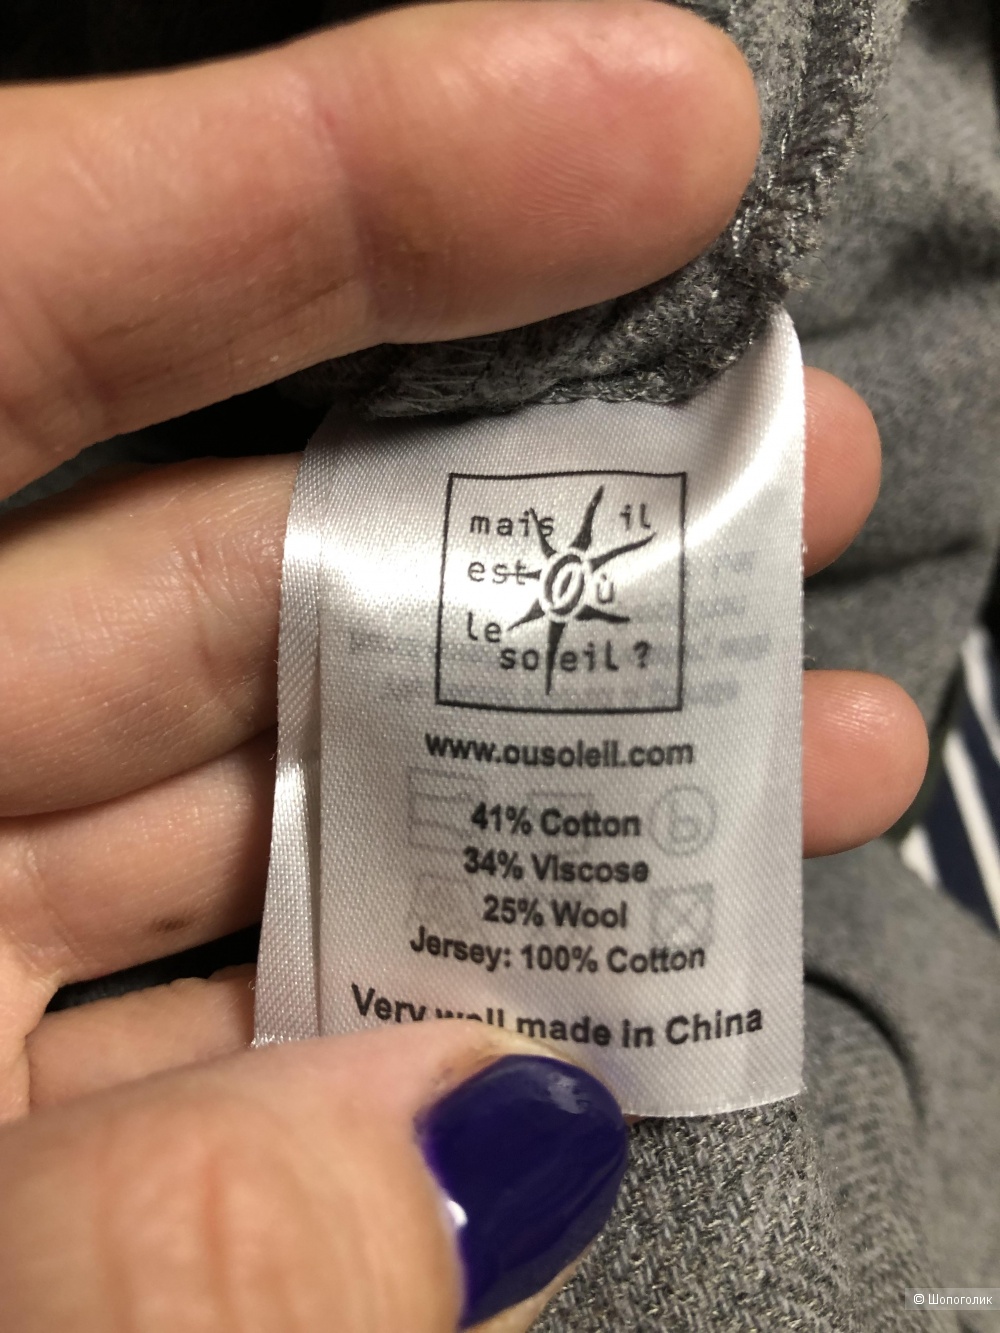 mais il
est Où
le
soleil ?
www.ousoleil.com
41% Cotton
34% Viscose
25% Wool
Jersey: 100% Cotton
Very well made in China
© Шопоголик